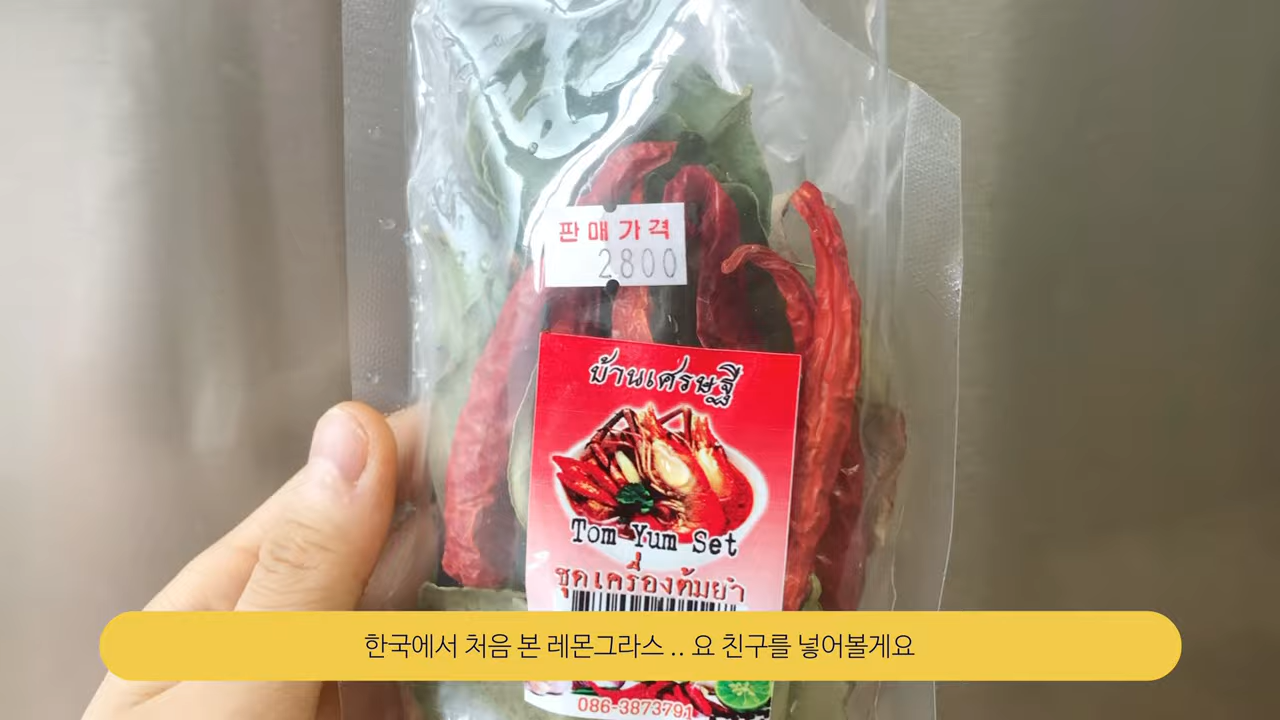 판매가격
2800
บ้านเศรษฐี
Tom Yum Set
ชุดเครื่องต้มยำ
한국에서 처음 본 레몬그라스 .. 요 친구를 넣어볼게요
086-3873791